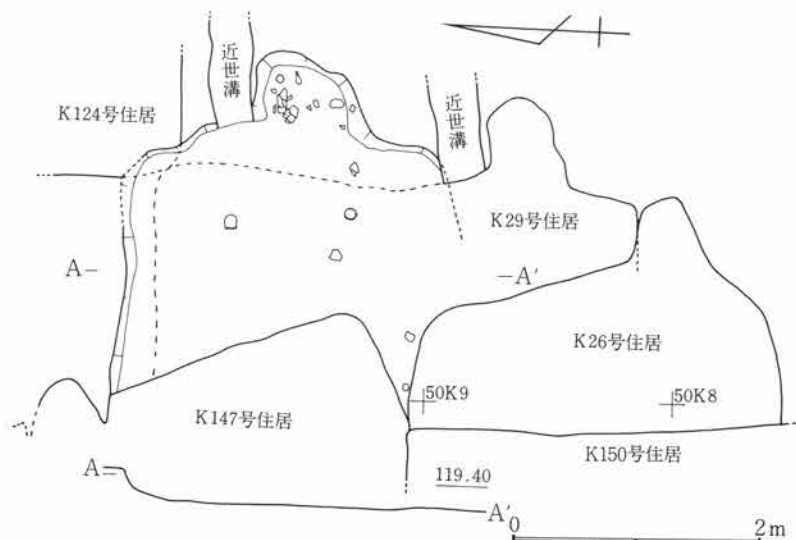 近世溝
近世溝
K124号住居
K29号住居
A
A'
K26号住居
50K9
50K8
K147号住居
K150号住居
A
119.40
A'
0
2m